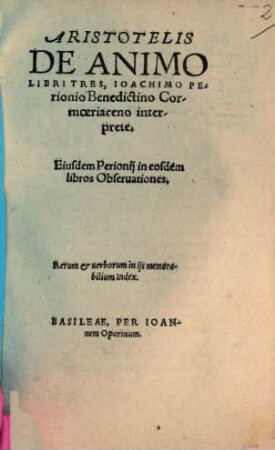 2
ARISTOTELIS
DE ANIMO
LIBRI TRES, IOACHIMO PE-
rionio Benedictino Cor-
mœriaceno inter-
prete.
Eiusdem Perionij in eosdem
libros Obseruationes.
Rerum & uerborum in ijs memora-
bilium index.
BASILEAE, PER IOAN-
nem Oporinum.